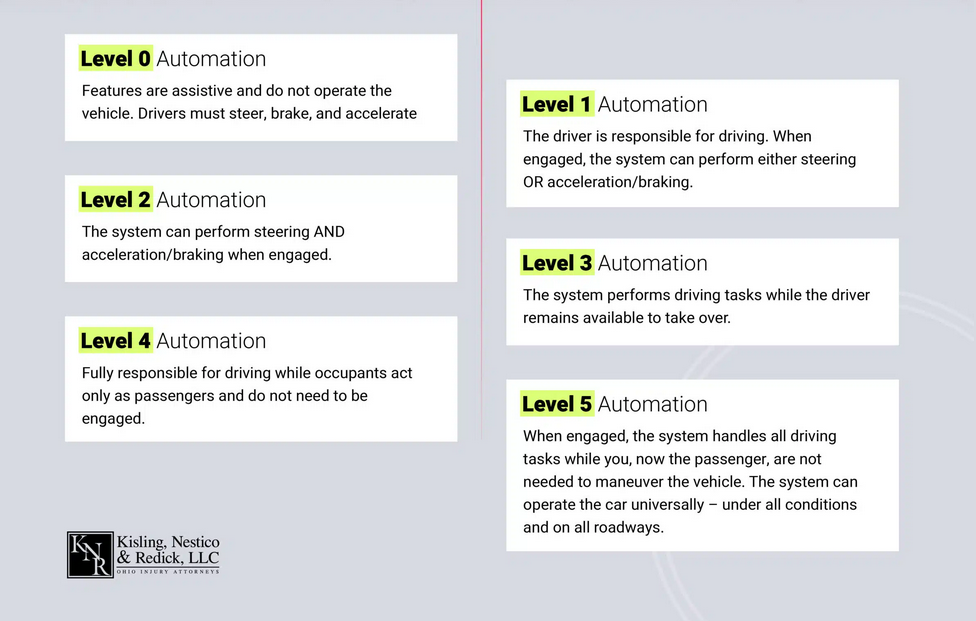 Level 0 Automation
Features are assistive and do not operate the
vehicle. Drivers must steer, brake, and accelerate
Level 1 Automation
The driver is responsible for driving. When
engaged, the system can perform either steering
OR acceleration/braking.
Level 2 Automation
The system can perform steering AND
acceleration/braking when engaged.
Level 3 Automation
The system performs driving tasks while the driver
remains available to take over.
Level 4 Automation
Fully responsible for driving while occupants act
only as passengers and do not need to be
engaged.
Level 5 Automation
When engaged, the system handles all driving
tasks while you, now the passenger, are not
needed to maneuver the vehicle. The system can
operate the car universally – under all conditions
and on all roadways.
KNR
Kisling, Nestico
& Redick, LLC
OHIO INJURY ATTORNEYS